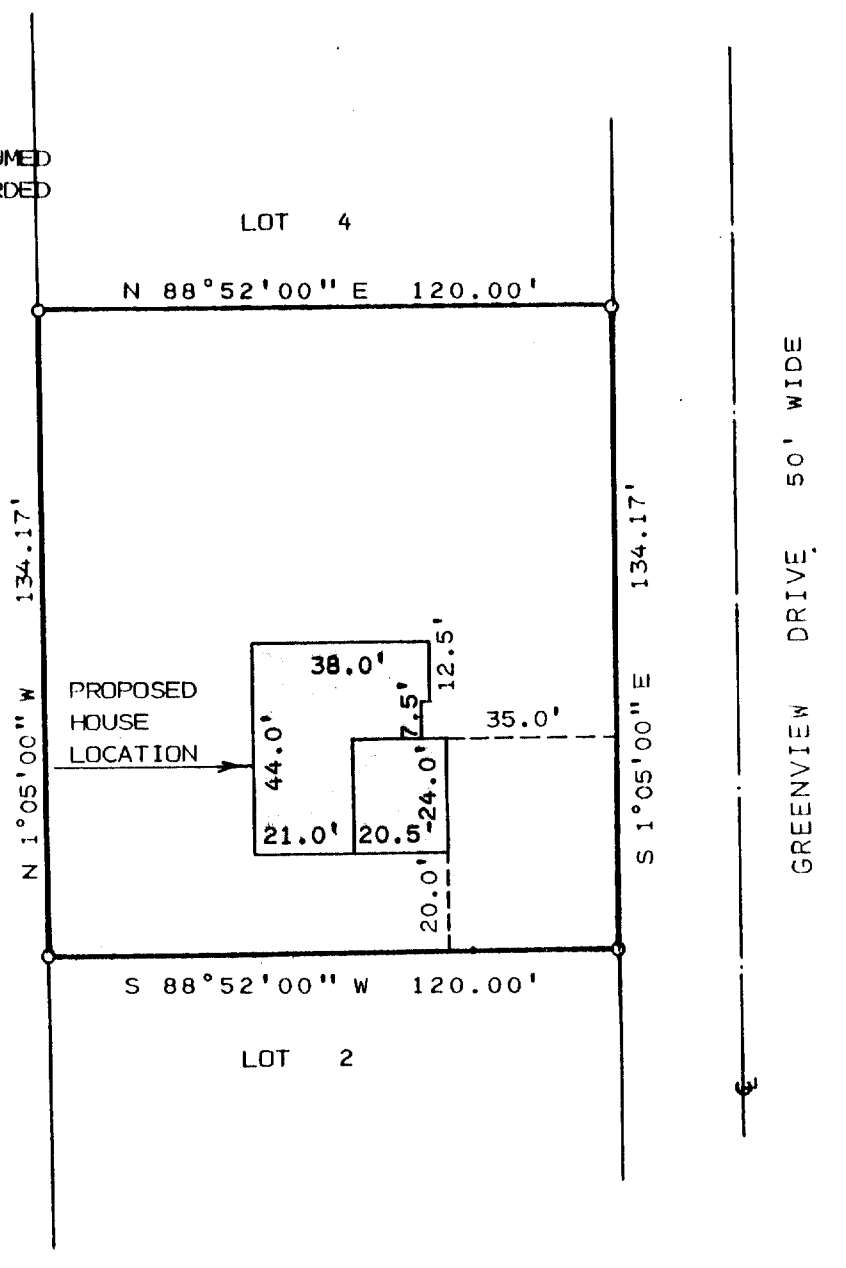 UMED
RDED
LOT 4
N 88°52'00" E 120.00'
N 1°05'00" W 134.17'
S 1°05'00" E 134.17'
GREENVIEW DRIVE 50' WIDE
38.0'
12.5'
7.5'
35.0'
PROPOSED
HOUSE
LOCATION
44.0'
24.0'
21.0' 20.5'
20.0'
S 88°52'00" W 120.00'
LOT 2